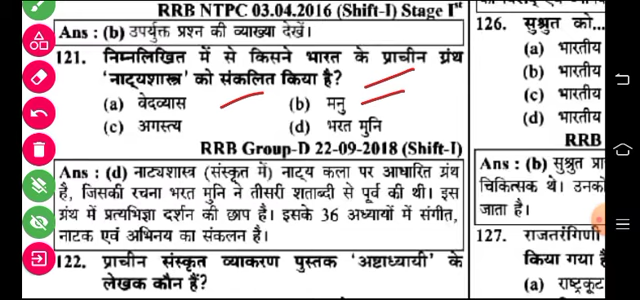 RRB NTPC 03.04.2016 (Shift-I) Stage Iˢᵗ
Ans : (b) उपर्युक्त प्रश्न की व्याख्या देखें।
121. निम्नलिखित में से किसने भारत के प्राचीन ग्रंथ
'नाट्यशास्त्र' को संकलित किया है?
(a) वेदव्यास (b) मनु
(c) अगस्त्य (d) भरत मुनि
RRB Group-D 22-09-2018 (Shift-I)
Ans : (d) नाट्यशास्त्र (संस्कृत में) नाट्य कला पर आधारित ग्रंथ
है, जिसकी रचना भरत मुनि ने तीसरी शताब्दी से पूर्व की थी। इस
ग्रंथ में प्रत्यभिज्ञा दर्शन की छाप है। इसके 36 अध्यायों में संगीत,
नाटक एवं अभिनय का संकलन है।
122. प्राचीन संस्कृत व्याकरण पुस्तक 'अष्टाध्यायी' के
लेखक कौन हैं?
126. सुश्रुत को...
(a) भारतीय
(b) भारतीय
(c) भारतीय
(d) भारतीय
RRB
Ans : (b) सुश्रुत प्रा
चिकित्सक थे। उनको
जाता है।
127. राजतरंगिणी
किया गया है
(a) राष्ट्रकूट